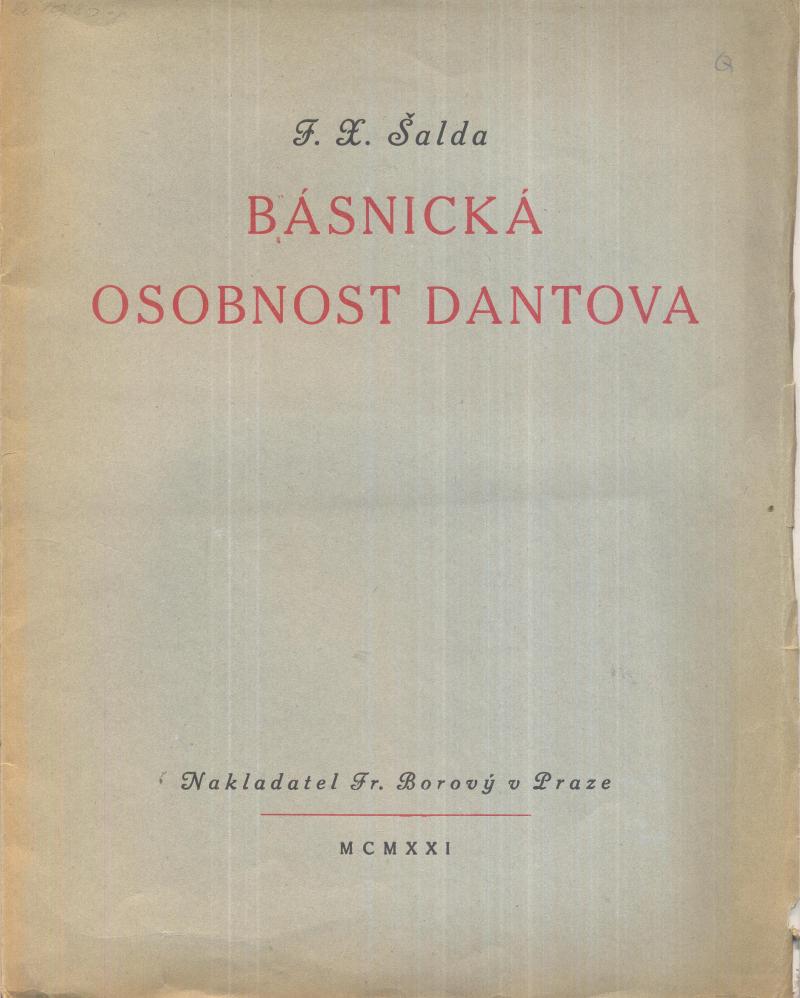 F. X. Šalda
BÁSNICKÁ
OSOBNOST DANTOVA
Nakladatel Fr. Borový v Praze
MCMXXI